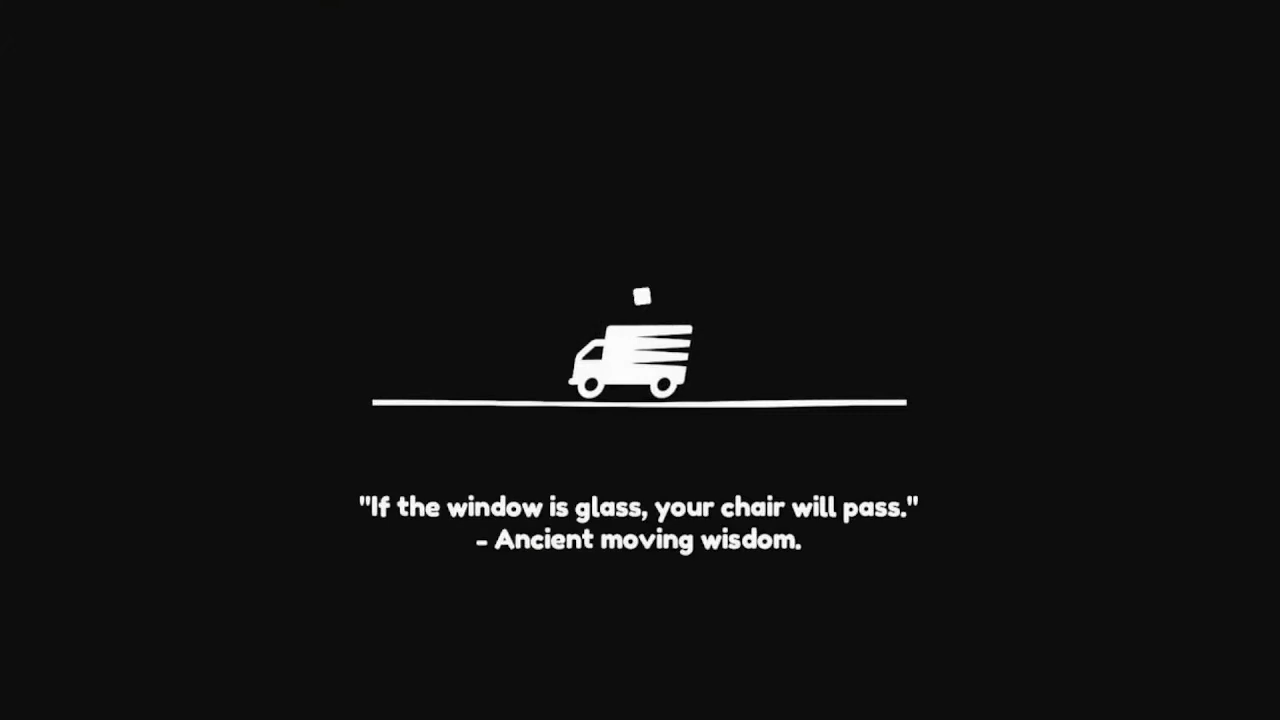 "If the window is glass, your chair will pass."
- Ancient moving wisdom.